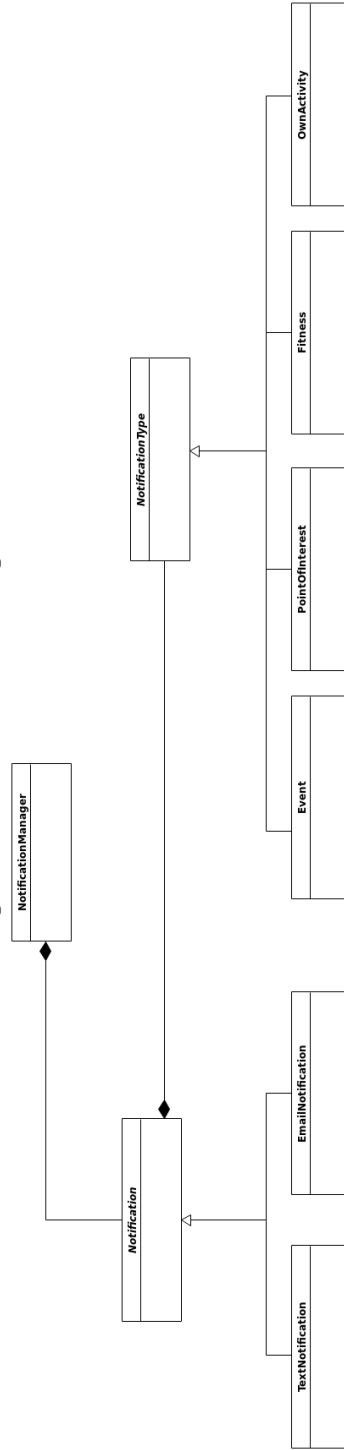 NotificationManager
Notification
NotificationType
TextNotification
EmailNotification
Event
PointOfInterest
Fitness
OwnActivity